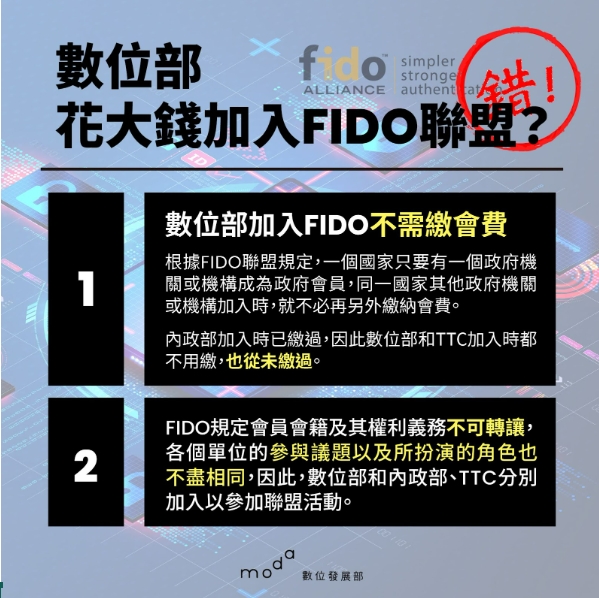 數位部
fido
ALLIANCE
simpler
stronger
authentication
錯！
花大錢加入FIDO聯盟？
ID
1
數位部加入FIDO不需繳會費
根據FIDO聯盟規定，一個國家只要有一個政府機
關或機構成為政府會員，同一國家其他政府機關
或機構加入時，就不必再另外繳納會費。
內政部加入時已繳過，因此數位部和TTC加入時都
不用繳，也從未繳過。
2
FIDO規定會員會籍及其權利義務不可轉讓，
各個單位的參與議題以及所扮演的角色也
不盡相同，因此，數位部和內政部、TTC分別
加入以參加聯盟活動。
moda 數位發展部